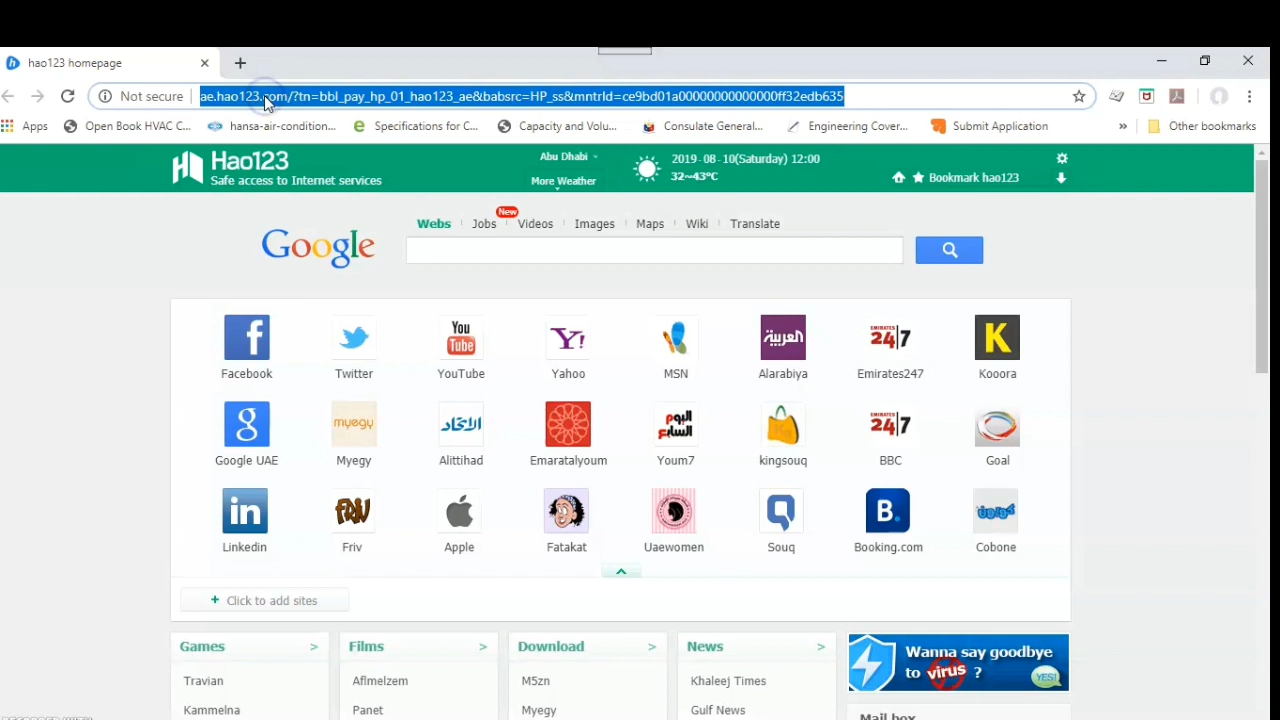 hao123 homepage
Not secure
ae.hao123.com/?tn=bbl_pay_hp_01_hao123_ae&babsrc=HP_ss&mntrId=ce9bd01a00000000000000ff32edb635
Apps
Open Book HVAC C...
hansa-air-condition...
Specifications for C...
Capacity and Volu...
Consulate General...
Engineering Cover...
Submit Application
»
Other bookmarks
Hao123
Safe access to Internet services
Abu Dhabi
More Weather
2019-08-10(Saturday) 12:00
32~43°C
Bookmark hao123
Webs
Jobs
New
Videos
Images
Maps
Wiki
Translate
Google
Facebook
Twitter
You Tube
YouTube
Y!
Yahoo
MSN
العربية
Alarabiya
EMIRATES 24|7
Emirates247
K
Kooora
g
Google UAE
myegy
Myegy
الاتحاد
Alittihad
Emaratalyoum
اليوم السابع
Youm7
kingsouq
EMIRATES 24|7
BBC
Goal
in
Linkedin
FRIV
Friv
Apple
Fatakat
Uaewomen
Souq
B.
Booking.com
Cobone
+ Click to add sites
Games >
Films >
Download >
News >
Travian
Aflmelzem
M5zn
Khaleej Times
Kammelna
Panet
Myegy
Gulf News
Wanna say goodbye
to virus ?
YES!
Mail box